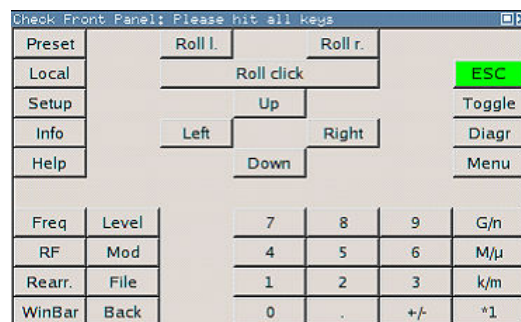 Check Front Panel: Please hit all keys
Preset Roll l. Roll r.
Local Roll click ESC
Setup Up Toggle
Info Left Right Diagr
Help Down Menu
Freq Level 7 8 9 G/n
RF Mod 4 5 6 M/µ
Rearr. File 1 2 3 k/m
WinBar Back 0 . +/- *1